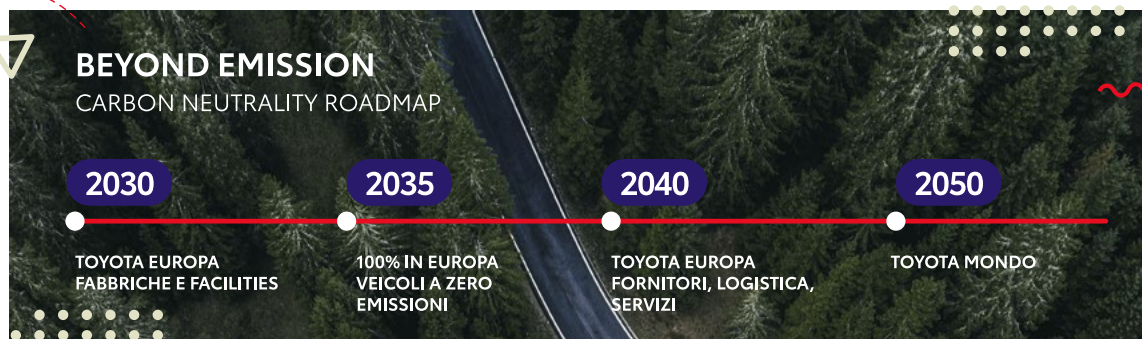 BEYOND EMISSION
CARBON NEUTRALITY ROADMAP
2030
TOYOTA EUROPA
FABBRICHE E FACILITIES
2035
100% IN EUROPA
VEICOLI A ZERO
EMISSIONI
2040
TOYOTA EUROPA
FORNITORI, LOGISTICA,
SERVIZI
2050
TOYOTA MONDO